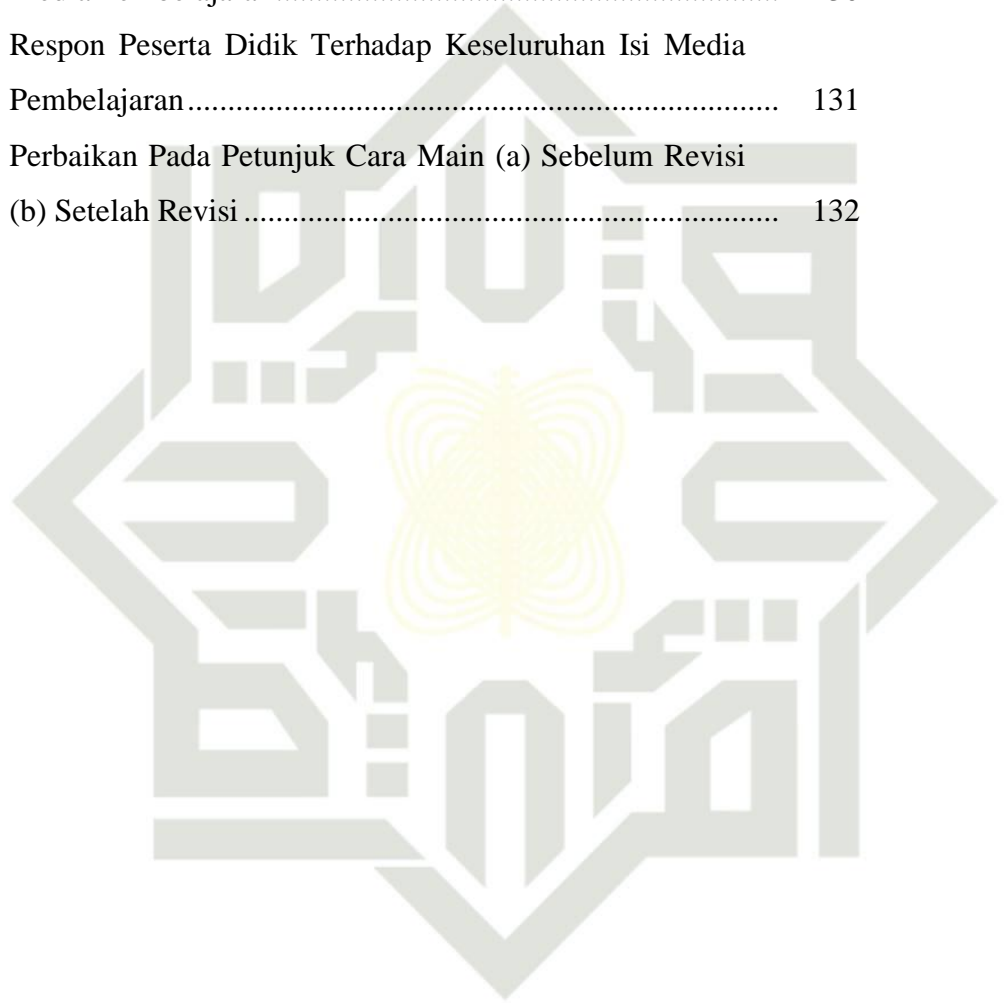 Respon Peserta Didik Terhadap Keseluruhan Isi Media
Pembelajaran.................................................................. 131
Perbaikan Pada Petunjuk Cara Main (a) Sebelum Revisi
(b) Setelah Revisi ........................................................... 132